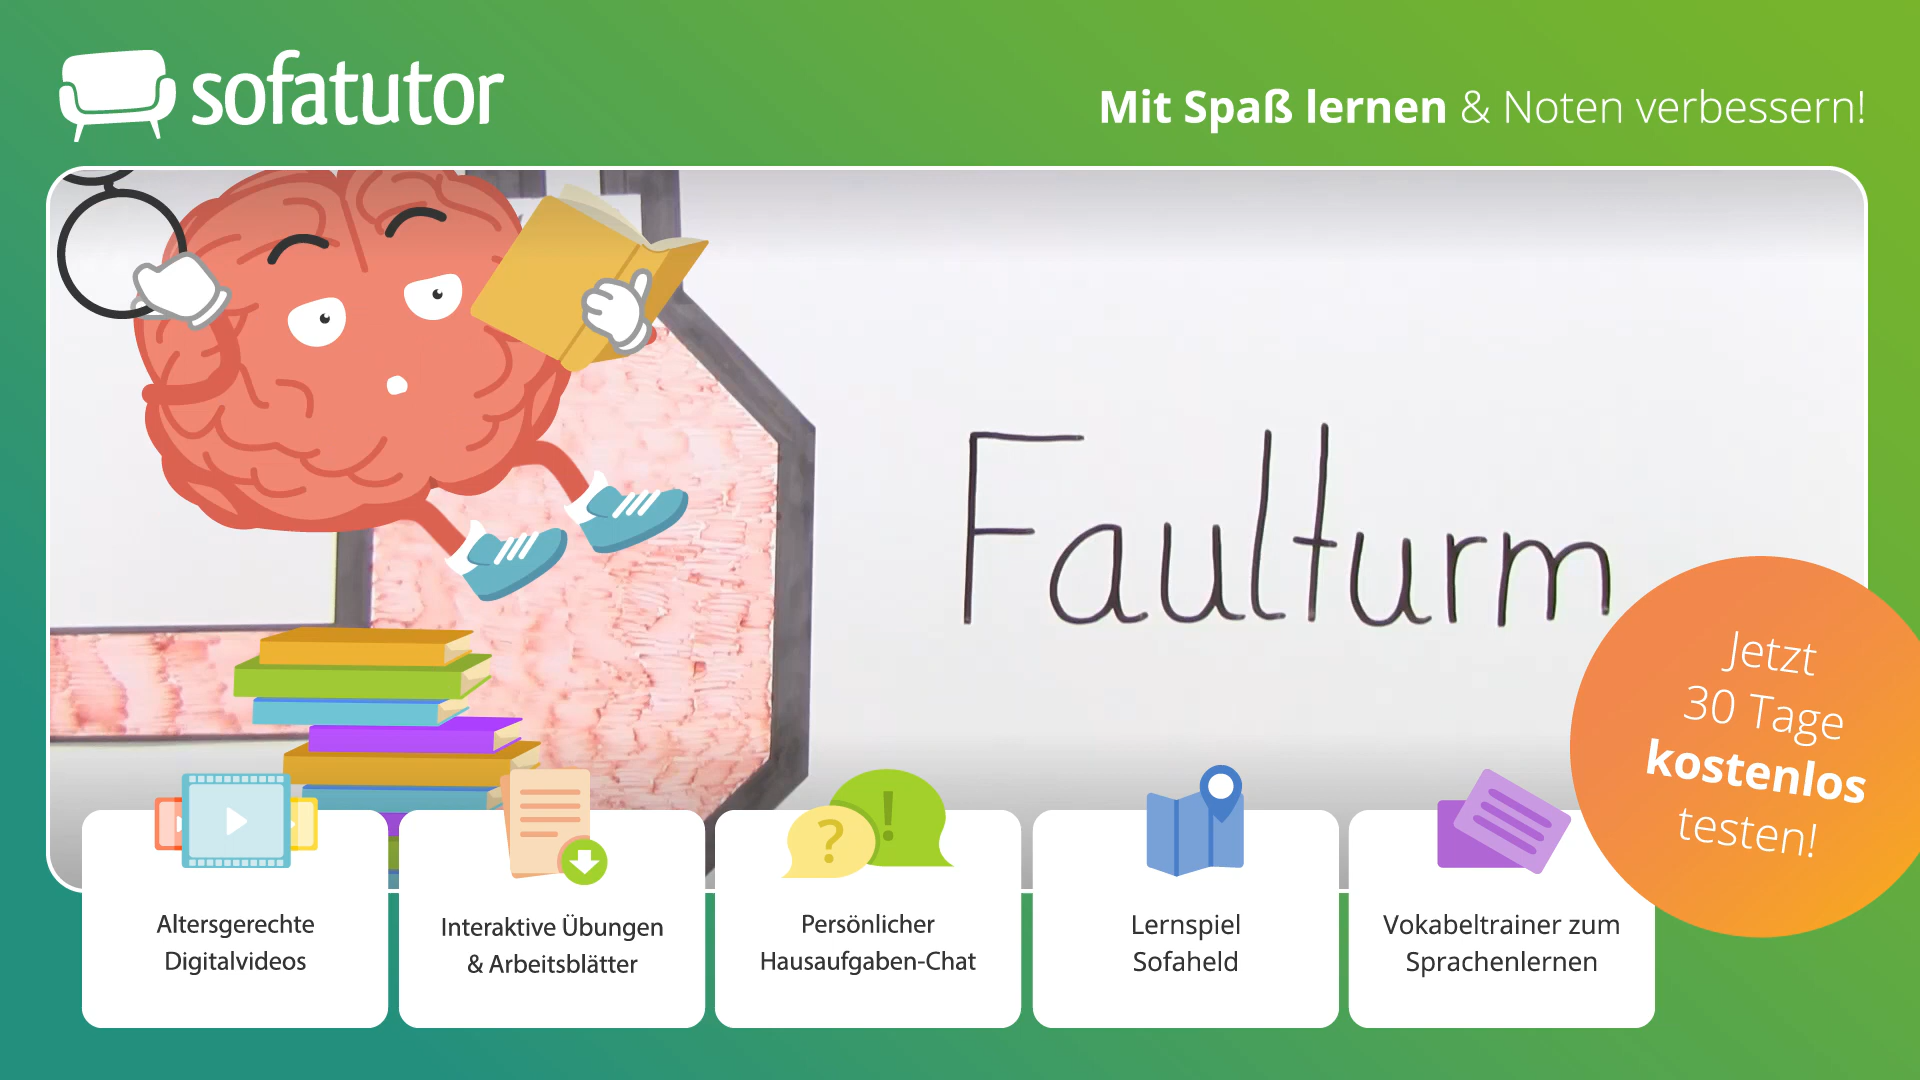 sofatutor
Mit Spaß lernen & Noten verbessern!
Faulturm
Jetzt
30 Tage
kostenlos
testen!
Altersgerechte
Digitalvideos
Interaktive Übungen
& Arbeitsblätter
Persönlicher
Hausaufgaben-Chat
Lernspiel
Sofaheld
Vokabeltrainer zum
Sprachenlernen